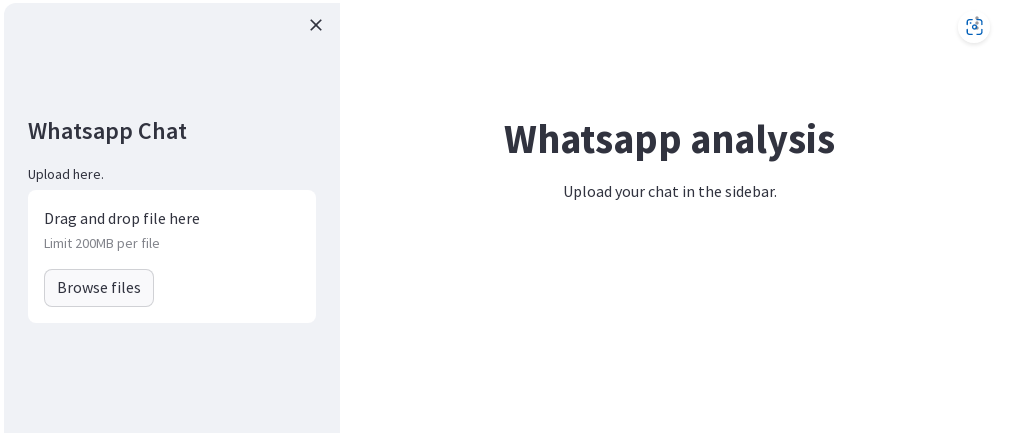 Whatsapp Chat
Upload here.
Drag and drop file here
Limit 200MB per file
Browse files
Whatsapp analysis
Upload your chat in the sidebar.